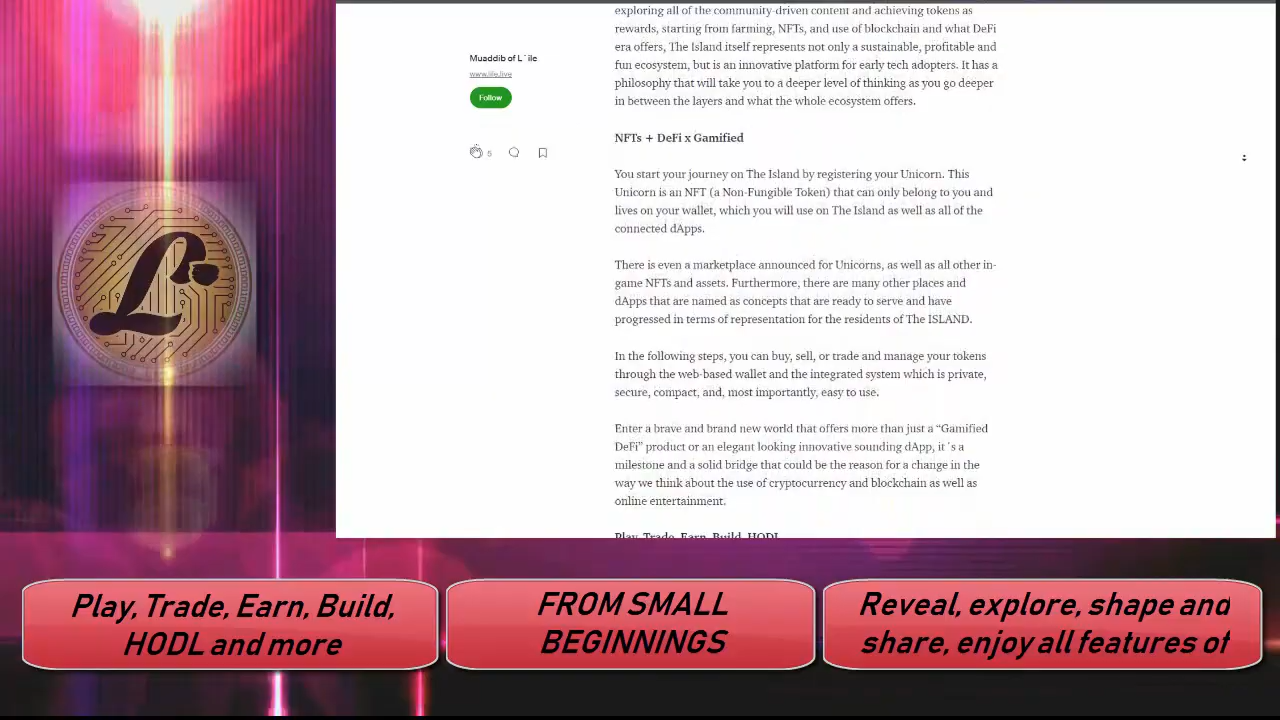 exploring all of the community-driven content and achieving tokens as
rewards, starting from farming, NFTs, and use of blockchain and what DeFi
era offers, The Island itself represents not only a sustainable, profitable and
fun ecosystem, but is an innovative platform for early tech adopters. It has a
philosophy that will take you to a deeper level of thinking as you go deeper
in between the layers and what the whole ecosystem offers.
Muaddib of L´ile
www.lile.live
Follow
5
NFTs + DeFi x Gamified
You start your journey on The Island by registering your Unicorn. This
Unicorn is an NFT (a Non-Fungible Token) that can only belong to you and
lives on your wallet, which you will use on The Island as well as all of the
connected dApps.
There is even a marketplace announced for Unicorns, as well as all other in-
game NFTs and assets. Furthermore, there are many other places and
dApps that are named as concepts that are ready to serve and have
progressed in terms of representation for the residents of The ISLAND.
In the following steps, you can buy, sell, or trade and manage your tokens
through the web-based wallet and the integrated system which is private,
secure, compact, and, most importantly, easy to use.
Enter a brave and brand new world that offers more than just a “Gamified
DeFi” product or an elegant looking innovative sounding dApp, it´s a
milestone and a solid bridge that could be the reason for a change in the
way we think about the use of cryptocurrency and blockchain as well as
online entertainment.
Play, Trade, Earn, Build, HODL
L
Play, Trade, Earn, Build,
HODL and more
FROM SMALL
BEGINNINGS
Reveal, explore, shape and
share, enjoy all features of